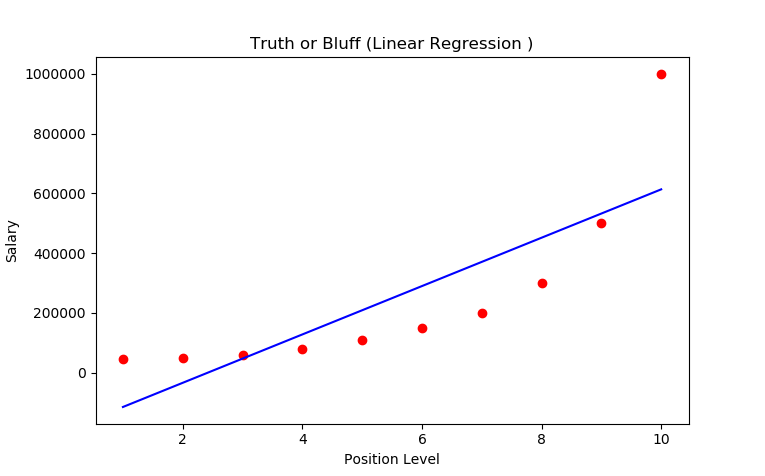 Truth or Bluff (Linear Regression )
1000000
800000
600000
400000
200000
0
Salary
2 4 6 8 10
Position Level